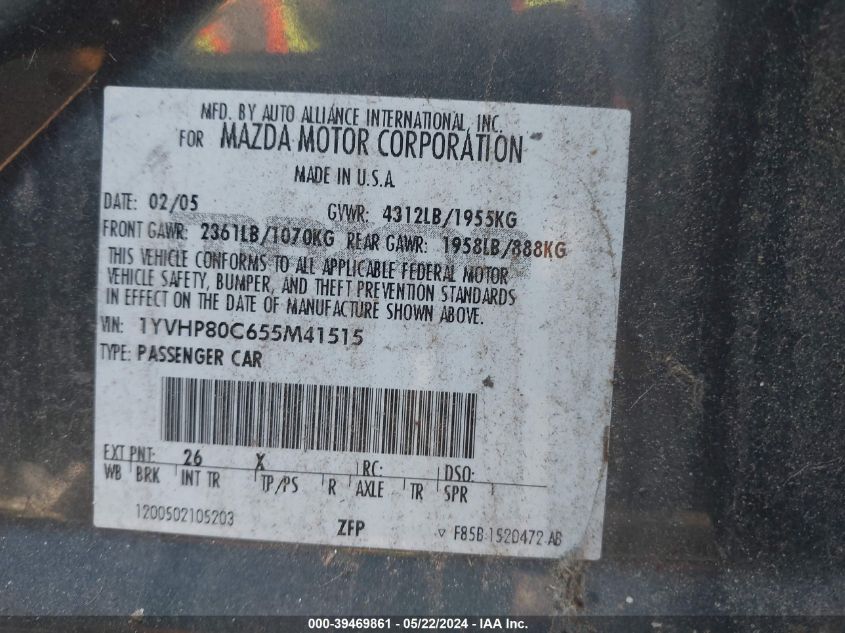 MFD. BY AUTO ALLIANCE INTERNATIONAL, INC.
FOR MAZDA MOTOR CORPORATION
MADE IN U.S.A.
DATE: 02/05 GVWR: 4312LB/1955KG
FRONT GAWR: 2361LB/1070KG REAR GAWR: 1958LB/888KG
THIS VEHICLE CONFORMS TO ALL APPLICABLE FEDERAL MOTOR
VEHICLE SAFETY, BUMPER, AND THEFT PREVENTION STANDARDS
IN EFFECT ON THE DATE OF MANUFACTURE SHOWN ABOVE.
VIN: 1YVHP80C655M41515
TYPE: PASSENGER CAR
EXT PNT: 26 X RC: DSO:
WB BRK INT TR TP/PS R AXLE TR SPR
1200502105203 ZFP ▽ F85B-1520472-AB
000-39469861 - 05/22/2024 - IAA Inc.